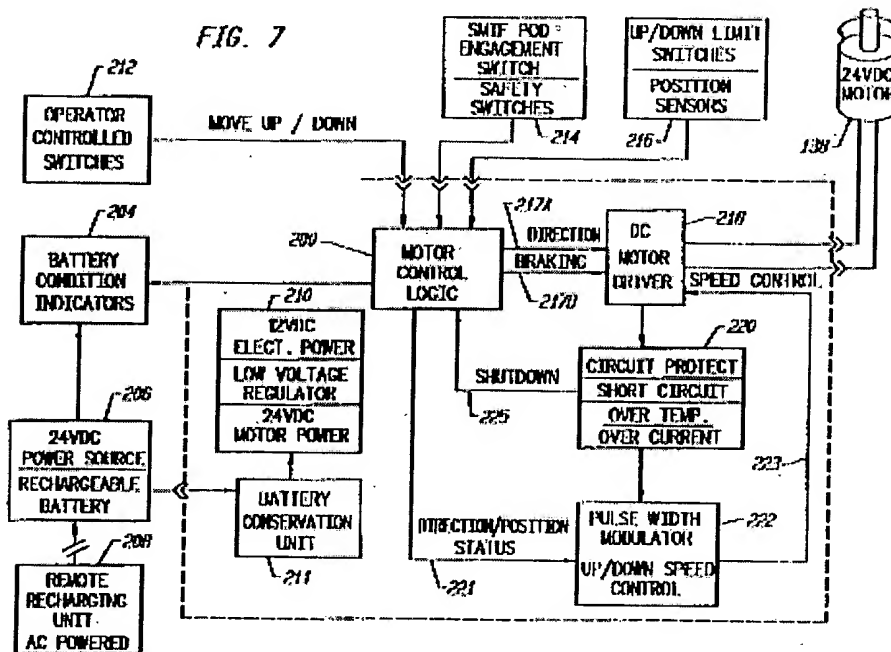 FIG. 7
212
OPERATOR
CONTROLLED
SWITCHES
MOVE UP / DOWN
SMIF POD
ENGAGEMENT
SWITCH
SAFETY
SWITCHES
214
UP/DOWN LIMIT
SWITCHES
POSITION
SENSORS
216
24VDC
MOTOR
138
204
BATTERY
CONDITION
INDICATORS
200
MOTOR
CONTROL
LOGIC
217A
DIRECTION
BRAKING
217B
218
DC
MOTOR
DRIVER
SPEED CONTROL
210
12VDC
ELECT. POWER
LOW VOLTAGE
REGULATOR
24VDC
MOTOR POWER
SHUTDOWN
225
220
CIRCUIT PROTECT
SHORT CIRCUIT
OVER TEMP.
OVER CURRENT
223
206
24VDC
POWER SOURCE
RECHARGEABLE
BATTERY
BATTERY
CONSERVATION
UNIT
211
DIRECTION/POSITION
STATUS
221
PULSE WIDTH
MODULATOR
UP/DOWN SPEED
CONTROL
222
208
REMOTE
RECHARGING
UNIT
AC POWERED